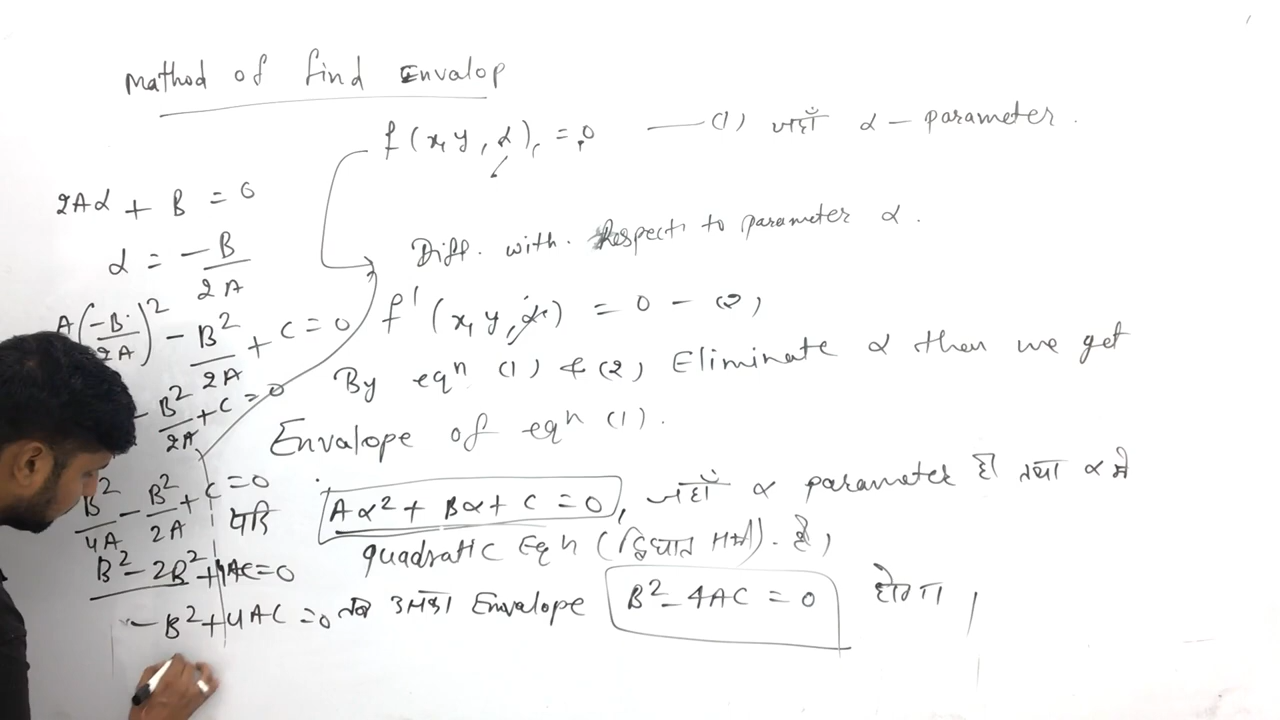 Mathod of find Envalop
f(x, y, α) = 0 —— (1) जहाँ α – parameter.
Diff. with. Respect to parameter α.
f'(x, y, α) = 0 – (2)
By eqn (1) & (2) Eliminate α then we get
Envalope of eqn (1).
यदि Aα² + Bα + C = 0, जहाँ α parameter है तथा α में
quadratic Eqn (द्विघात समी.) है,
तब उसका Envalope B² – 4AC = 0 होगा
2Aα + B = 0
α = –B/2A
A(–B/2A)² – B²/2A + C = 0
– B²/2A + C = 0
B²/4A – B²/2A + C = 0
B² – 2B² + 4AC = 0
– B² + 4AC = 0